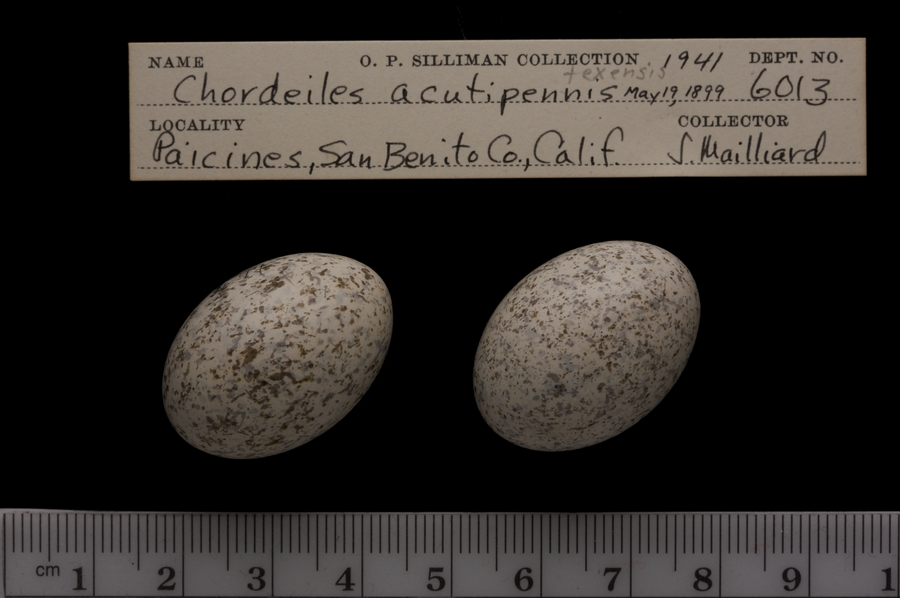 NAME O. P. SILLIMAN COLLECTION 1941 DEPT. NO.
texensis
Chordeiles acutipennis May 19, 1899 6013
LOCALITY COLLECTOR
Paicines, San Benito Co., Calif. J. Mailliard
cm 1 2 3 4 5 6 7 8 9 1